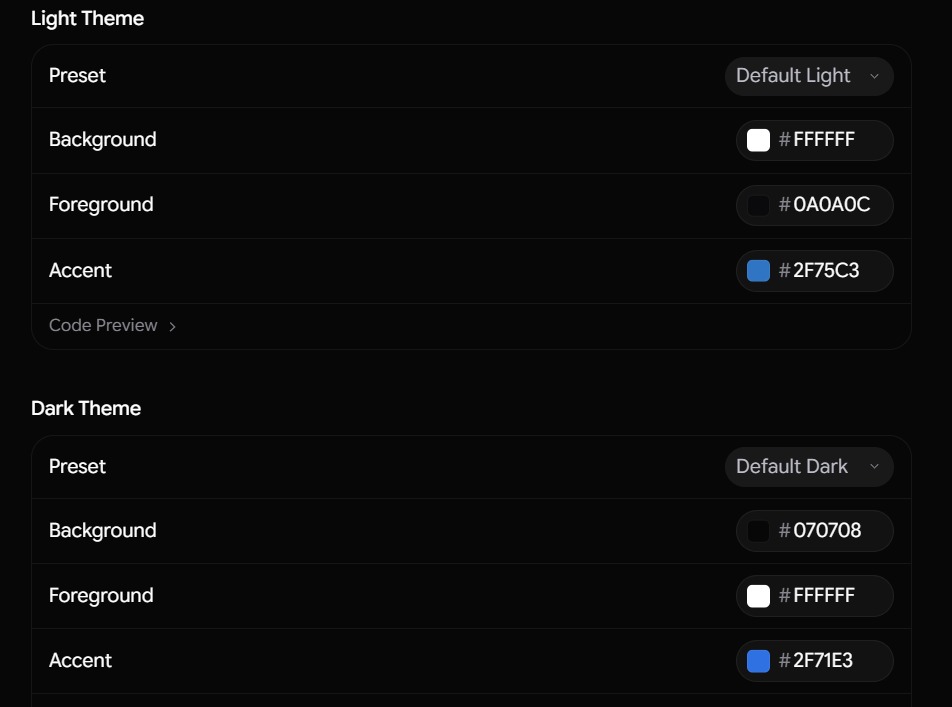 Light Theme
Preset Default Light
Background #FFFFFF
Foreground #0A0A0C
Accent #2F75C3
Code Preview >
Dark Theme
Preset Default Dark
Background #070708
Foreground #FFFFFF
Accent #2F71E3